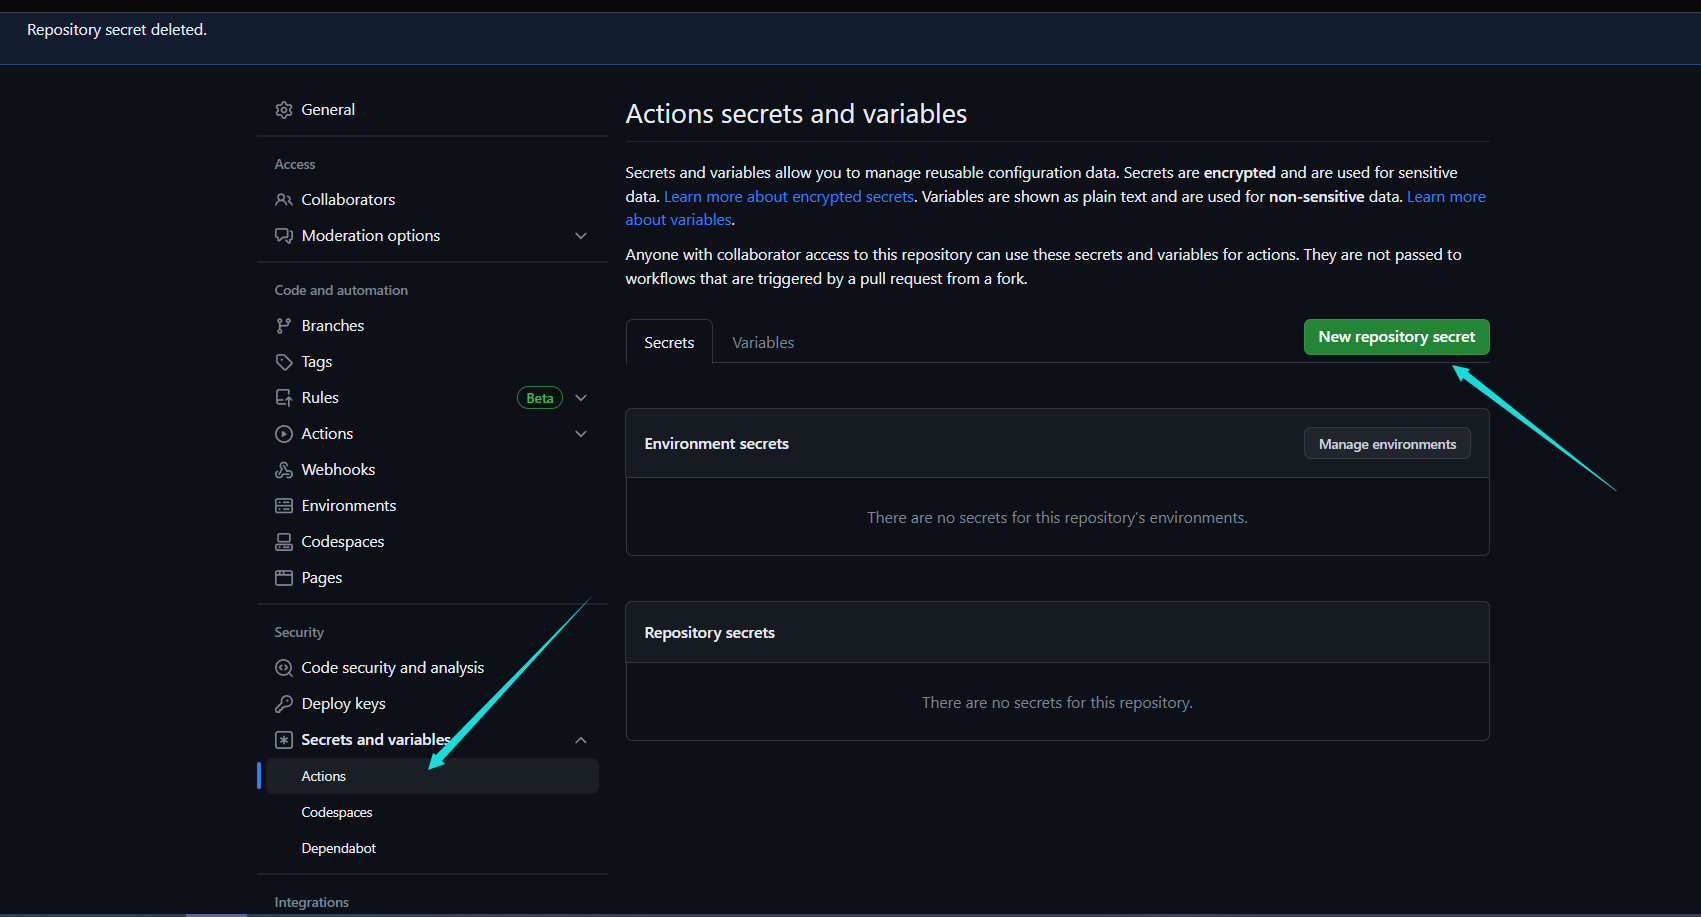 Repository secret deleted.
General
Access
Collaborators
Moderation options
Code and automation
Branches
Tags
Rules Beta
Actions
Webhooks
Environments
Codespaces
Pages
Security
Code security and analysis
Deploy keys
Secrets and variables
Actions
Codespaces
Dependabot
Integrations
Actions secrets and variables
Secrets and variables allow you to manage reusable configuration data. Secrets are encrypted and are used for sensitive
data. Learn more about encrypted secrets. Variables are shown as plain text and are used for non-sensitive data. Learn more
about variables.
Anyone with collaborator access to this repository can use these secrets and variables for actions. They are not passed to
workflows that are triggered by a pull request from a fork.
Secrets Variables New repository secret
Environment secrets Manage environments
There are no secrets for this repository’s environments.
Repository secrets
There are no secrets for this repository.